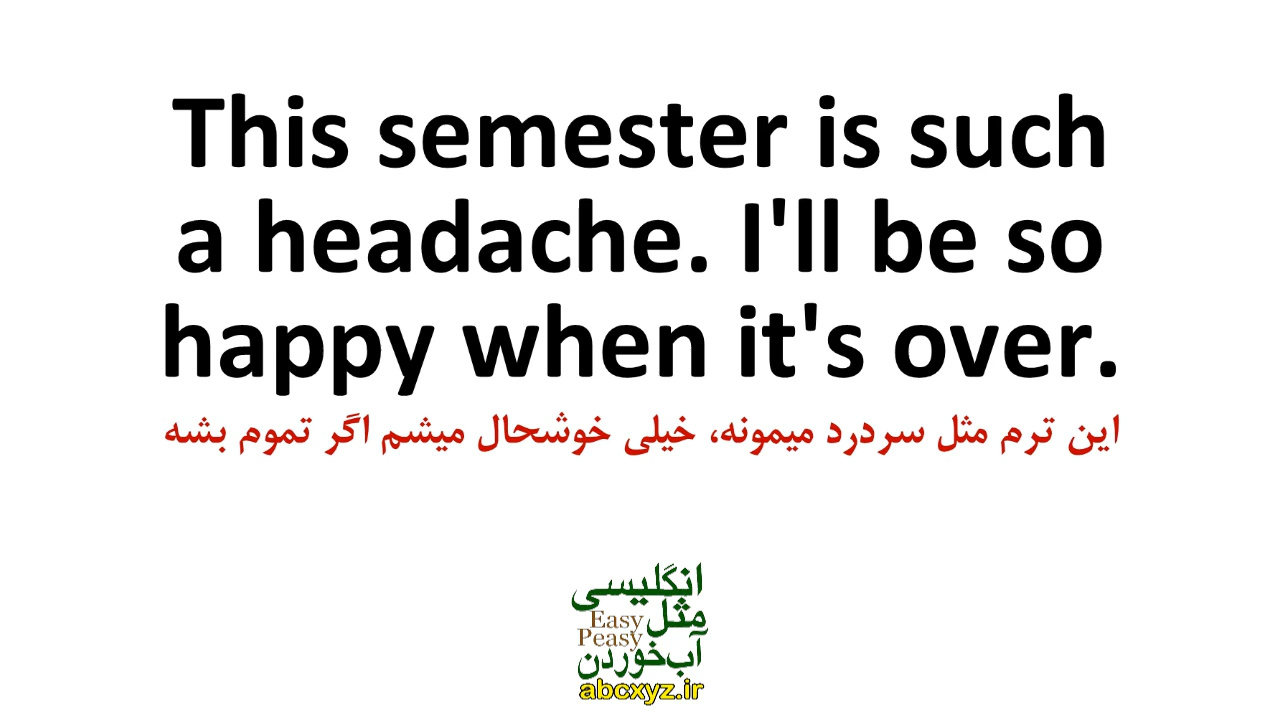 This semester is such
a headache. I'll be so
happy when it's over.
این ترم مثل سردرد میمونه، خیلی خوشحال میشم اگر تموم بشه
انگلیسی
مثل
Easy
Peasy
آب‌خوردن
abcxyz.ir